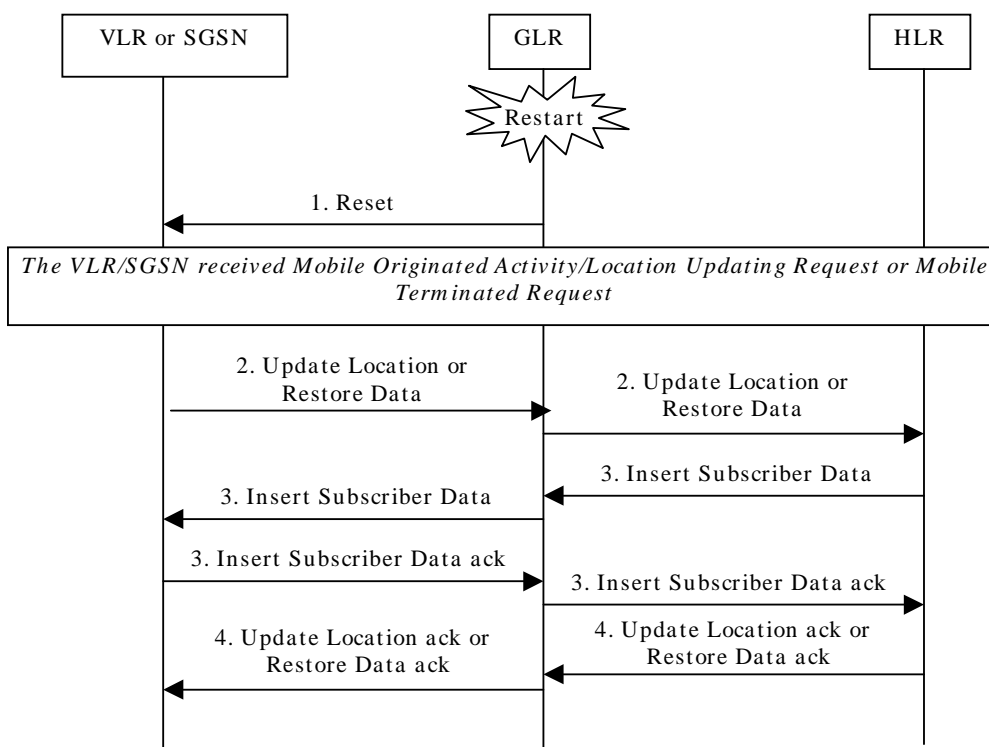 VLR or SGSN
GLR
HLR
Restart
1. Reset
The VLR/SGSN received Mobile Originated Activity/Location Updating Request or Mobile
Terminated Request
2. Update Location or
Restore Data
2. Update Location or
Restore Data
3. Insert Subscriber Data
3. Insert Subscriber Data
3. Insert Subscriber Data ack
3. Insert Subscriber Data ack
4. Update Location ack or
Restore Data ack
4. Update Location ack or
Restore Data ack